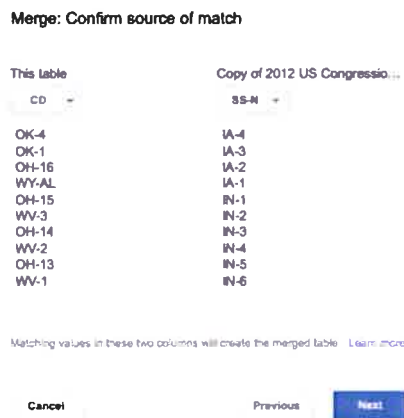 Merge: Confirm source of match
This table Copy of 2012 US Congressio...
CD SS-N
OK-4 IA-4
OK-1 IA-3
OH-16 IA-2
WY-AL IA-1
OH-15 IN-1
WV-3 IN-2
OH-14 IN-3
WV-2 IN-4
OH-13 IN-5
WV-1 IN-6
Matching values in these two columns will create the merged table Learn more
Cancel Previous Next